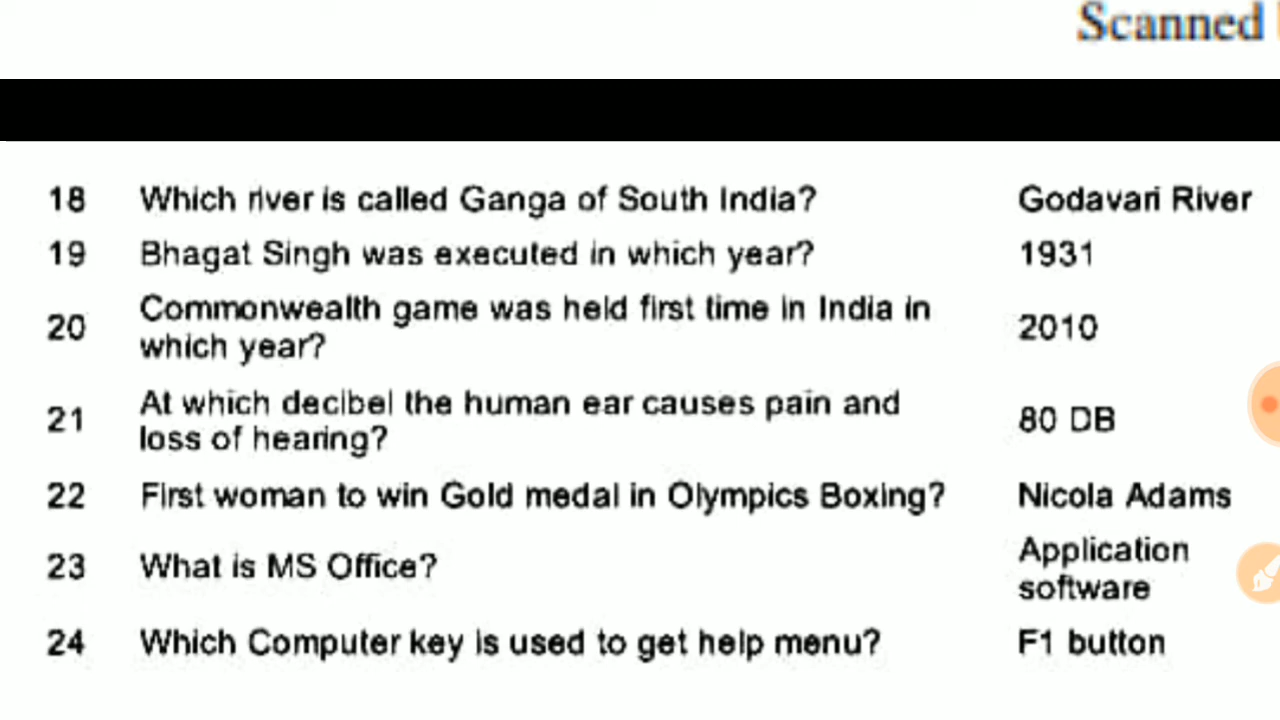 Scanned
18 Which river is called Ganga of South India? Godavari River
19 Bhagat Singh was executed in which year? 1931
20 Commonwealth game was held first time in India in which year? 2010
21 At which decibel the human ear causes pain and loss of hearing? 80 DB
22 First woman to win Gold medal in Olympics Boxing? Nicola Adams
23 What is MS Office? Application software
24 Which Computer key is used to get help menu? F1 button